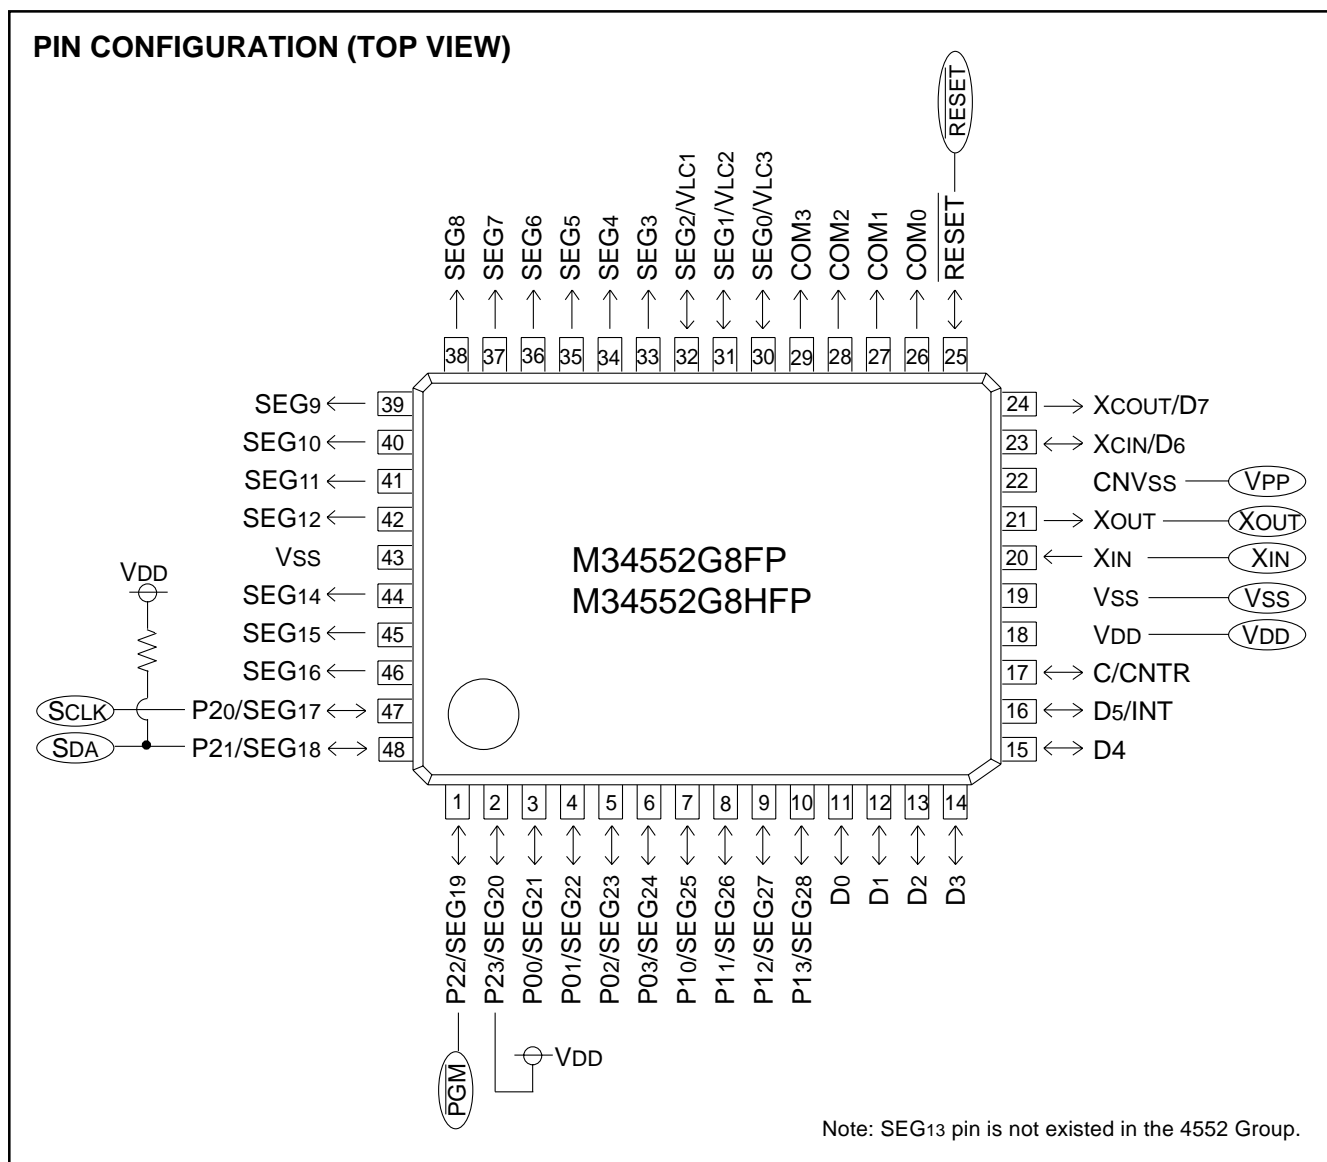 PIN CONFIGURATION (TOP VIEW)
RESET
SEG8
SEG7
SEG6
SEG5
SEG4
SEG3
SEG2/VLC1
SEG1/VLC2
SEG0/VLC3
COM3
COM2
COM1
COM0
RESET
38 37 36 35 34 33 32 31 30 29 28 27 26 25
SEG9 39
SEG10 40
SEG11 41
SEG12 42
VSS 43
SEG14 44
SEG15 45
SEG16 46
SCLK P20/SEG17 47
SDA P21/SEG18 48
VDD
M34552G8FP
M34552G8HFP
24 XCOUT/D7
23 XCIN/D6
22 CNVSS VPP
21 XOUT XOUT
20 XIN XIN
19 VSS VSS
18 VDD VDD
17 C/CNTR
16 D5/INT
15 D4
1 2 3 4 5 6 7 8 9 10 11 12 13 14
P22/SEG19
P23/SEG20
P00/SEG21
P01/SEG22
P02/SEG23
P03/SEG24
P10/SEG25
P11/SEG26
P12/SEG27
P13/SEG28
D0
D1
D2
D3
PGM
VDD
Note: SEG13 pin is not existed in the 4552 Group.